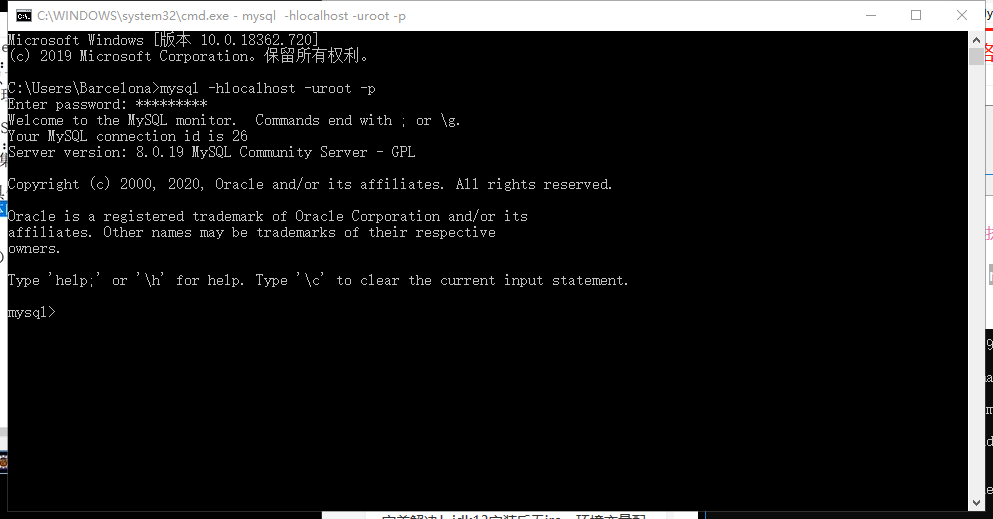 C:\WINDOWS\system32\cmd.exe - mysql  -hlocalhost -uroot -p
Microsoft Windows [版本 10.0.18362.720]
(c) 2019 Microsoft Corporation。保留所有权利。
C:\Users\Barcelona>mysql -hlocalhost -uroot -p
Enter password: *********
Welcome to the MySQL monitor.  Commands end with ; or \g.
Your MySQL connection id is 26
Server version: 8.0.19 MySQL Community Server - GPL
Copyright (c) 2000, 2020, Oracle and/or its affiliates. All rights reserved.
Oracle is a registered trademark of Oracle Corporation and/or its
affiliates. Other names may be trademarks of their respective
owners.
Type 'help;' or '\h' for help. Type '\c' to clear the current input statement.
mysql>